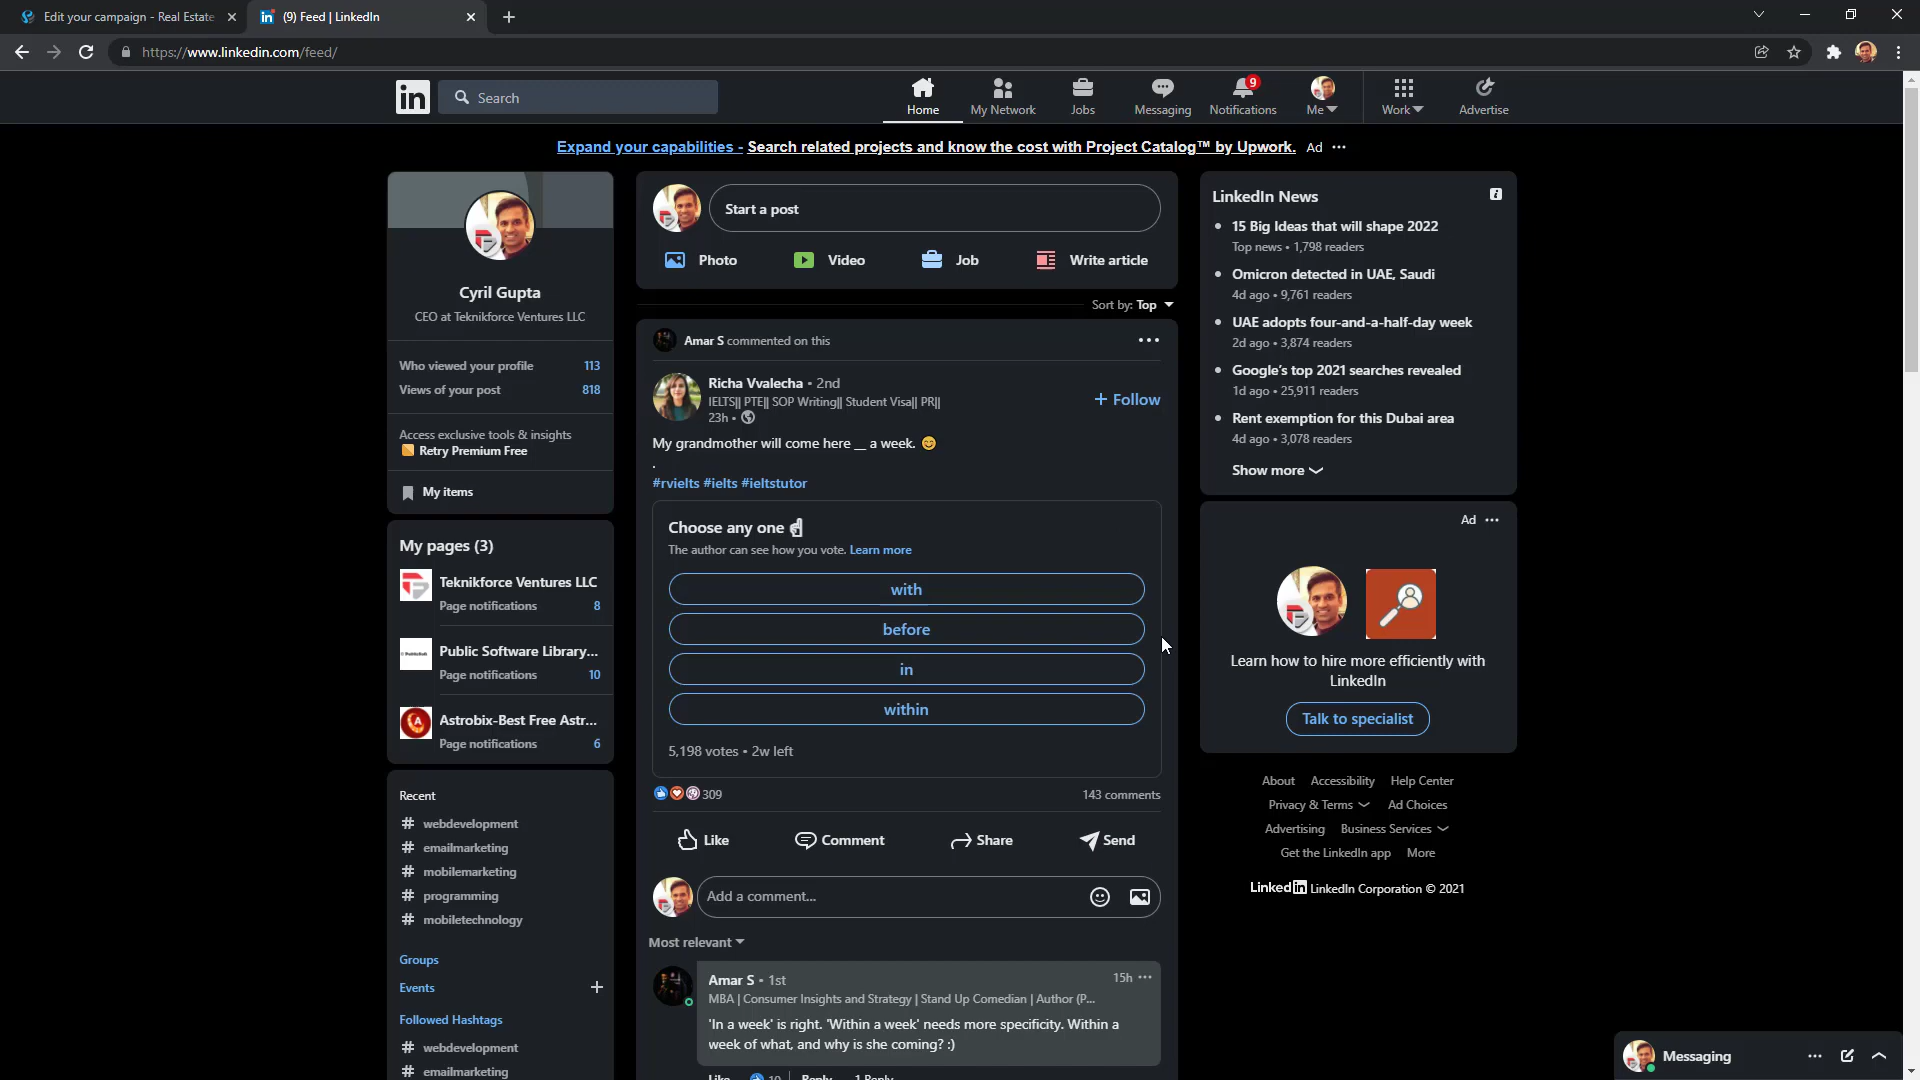 Edit your campaign - Real Estate
(9) Feed | LinkedIn
https://www.linkedin.com/feed/
in
Search
Home
My Network
Jobs
Messaging
9
Notifications
Me
Work
Advertise
Expand your capabilities - Search related projects and know the cost with Project Catalog™ by Upwork. Ad
Cyril Gupta
CEO at Teknikforce Ventures LLC
Who viewed your profile 113
Views of your post 818
Access exclusive tools & insights
Retry Premium Free
My items
My pages (3)
Teknikforce Ventures LLC
Page notifications 8
Public Software Library...
Page notifications 10
Astrobix-Best Free Astr...
Page notifications 6
Recent
# webdevelopment
# emailmarketing
# mobilemarketing
# programming
# mobiletechnology
Groups
Events
Followed Hashtags
# webdevelopment
# emailmarketing
Start a post
Photo
Video
Job
Write article
Sort by: Top
Amar S commented on this
Richa Vvalecha • 2nd
IELTS|| PTE|| SOP Writing|| Student Visa|| PR||
23h •
+ Follow
My grandmother will come here __ a week. 😊
.
#rvielts #ielts #ieltstutor
Choose any one ☝
The author can see how you vote. Learn more
with
before
in
within
5,198 votes • 2w left
309
143 comments
Like
Comment
Share
Send
Add a comment...
Most relevant
Amar S • 1st
15h
MBA | Consumer Insights and Strategy | Stand Up Comedian | Author (P...
'In a week' is right. 'Within a week' needs more specificity. Within a
week of what, and why is she coming? :)
Like 10 | Reply 1 Reply
LinkedIn News
15 Big Ideas that will shape 2022
Top news • 1,798 readers
Omicron detected in UAE, Saudi
4d ago • 9,761 readers
UAE adopts four-and-a-half-day week
2d ago • 3,874 readers
Google's top 2021 searches revealed
1d ago • 25,911 readers
Rent exemption for this Dubai area
4d ago • 3,078 readers
Show more
Ad
Learn how to hire more efficiently with
LinkedIn
Talk to specialist
About Accessibility Help Center
Privacy & Terms Ad Choices
Advertising Business Services
Get the LinkedIn app More
LinkedIn LinkedIn Corporation © 2021
Messaging